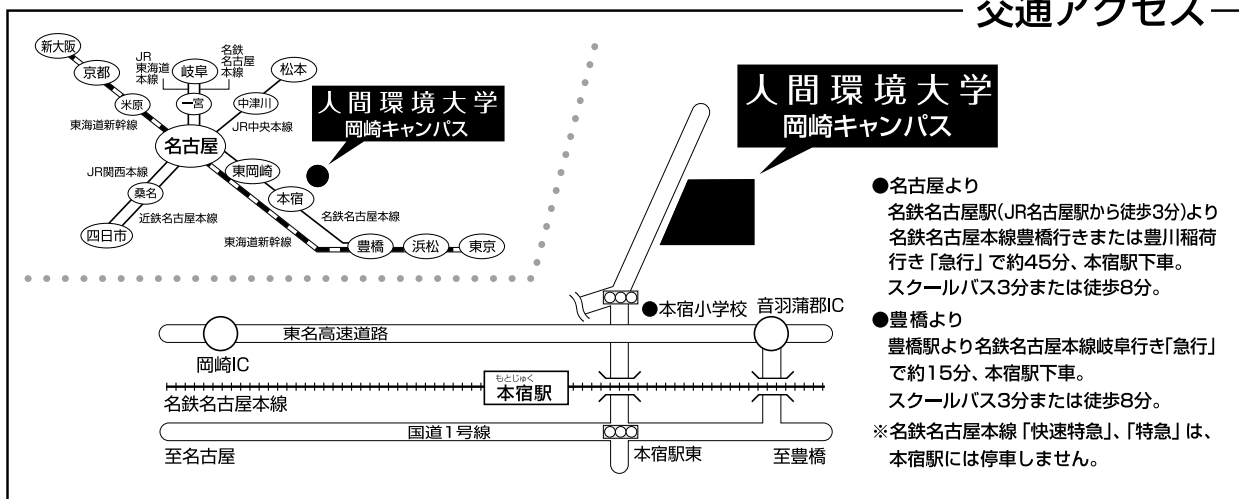 交通アクセス
新大阪
京都
米原
東海道新幹線
JR
東海道
本線
岐阜
名鉄
名古屋
本線
一宮
松本
中津川
JR中央本線
名古屋
人間環境大学
岡崎キャンパス
JR関西本線
桑名
近鉄名古屋本線
四日市
東岡崎
本宿
名鉄名古屋本線
東海道新幹線
豊橋
浜松
東京
人間環境大学
岡崎キャンパス
本宿小学校
音羽蒲郡IC
東名高速道路
岡崎IC
もとじゅく
本宿駅
名鉄名古屋本線
国道1号線
至名古屋
本宿駅東
至豊橋
●名古屋より
名鉄名古屋駅(JR名古屋駅から徒歩3分)より
名鉄名古屋本線豊橋行きまたは豊川稲荷
行き「急行」で約45分、本宿駅下車。
スクールバス3分または徒歩8分。
●豊橋より
豊橋駅より名鉄名古屋本線岐阜行き「急行」
で約15分、本宿駅下車。
スクールバス3分または徒歩8分。
※名鉄名古屋本線「快速特急」、「特急」は、
本宿駅には停車しません。